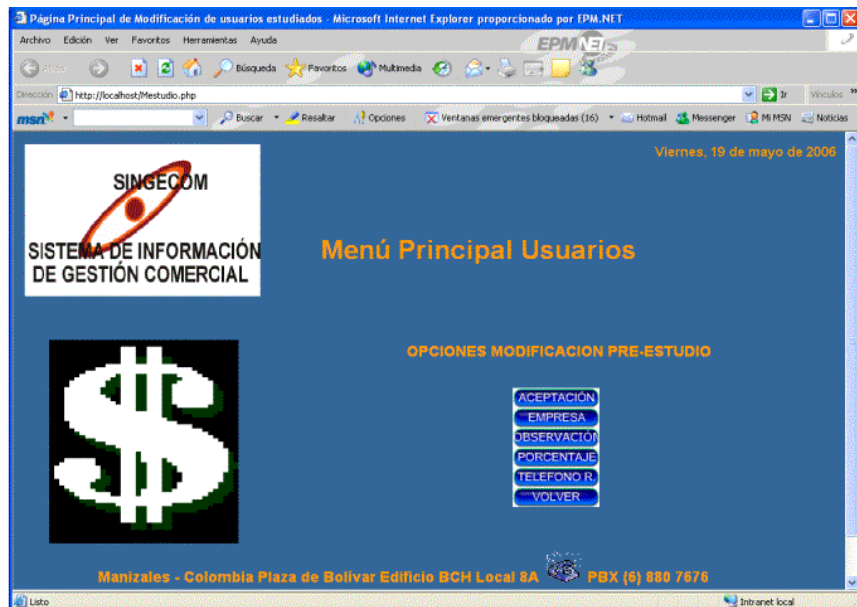 Página Principal de Modificación de usuarios estudiados - Microsoft Internet Explorer proporcionado por EPM.NET
Archivo Edición Ver Favoritos Herramientas Ayuda
EPMNET
Atrás Búsqueda Favoritos Multimedia
Dirección http://localhost/Mestudio.php Ir Vínculos »
msn Buscar Resaltar Opciones Ventanas emergentes bloqueadas (16) Hotmail Messenger Mi MSN Noticias
Viernes, 19 de mayo de 2006
SINGECOM
SISTEMA DE INFORMACIÓN
DE GESTIÓN COMERCIAL
Menú Principal Usuarios
$
OPCIONES MODIFICACION PRE-ESTUDIO
ACEPTACIÓN
EMPRESA
OBSERVACIÓN
PORCENTAJE
TELEFONO R.
VOLVER
Manizales - Colombia Plaza de Bolívar Edificio BCH Local 8A PBX (6) 880 7676
Listo Intranet local